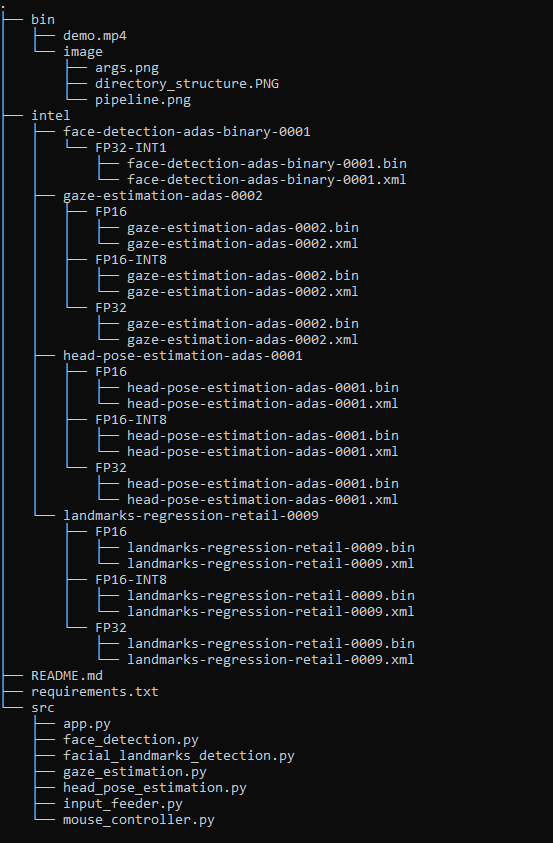 .
├── bin
│   ├── demo.mp4
│   └── image
│       ├── args.png
│       ├── directory_structure.PNG
│       └── pipeline.png
├── intel
│   ├── face-detection-adas-binary-0001
│   │   └── FP32-INT1
│   │       ├── face-detection-adas-binary-0001.bin
│   │       └── face-detection-adas-binary-0001.xml
│   ├── gaze-estimation-adas-0002
│   │   ├── FP16
│   │   │   ├── gaze-estimation-adas-0002.bin
│   │   │   └── gaze-estimation-adas-0002.xml
│   │   ├── FP16-INT8
│   │   │   ├── gaze-estimation-adas-0002.bin
│   │   │   └── gaze-estimation-adas-0002.xml
│   │   └── FP32
│   │       ├── gaze-estimation-adas-0002.bin
│   │       └── gaze-estimation-adas-0002.xml
│   ├── head-pose-estimation-adas-0001
│   │   ├── FP16
│   │   │   ├── head-pose-estimation-adas-0001.bin
│   │   │   └── head-pose-estimation-adas-0001.xml
│   │   ├── FP16-INT8
│   │   │   ├── head-pose-estimation-adas-0001.bin
│   │   │   └── head-pose-estimation-adas-0001.xml
│   │   └── FP32
│   │       ├── head-pose-estimation-adas-0001.bin
│   │       └── head-pose-estimation-adas-0001.xml
│   └── landmarks-regression-retail-0009
│       ├── FP16
│       │   ├── landmarks-regression-retail-0009.bin
│       │   └── landmarks-regression-retail-0009.xml
│       ├── FP16-INT8
│       │   ├── landmarks-regression-retail-0009.bin
│       │   └── landmarks-regression-retail-0009.xml
│       └── FP32
│           ├── landmarks-regression-retail-0009.bin
│           └── landmarks-regression-retail-0009.xml
├── README.md
├── requirements.txt
└── src
    ├── app.py
    ├── face_detection.py
    ├── facial_landmarks_detection.py
    ├── gaze_estimation.py
    ├── head_pose_estimation.py
    ├── input_feeder.py
    └── mouse_controller.py